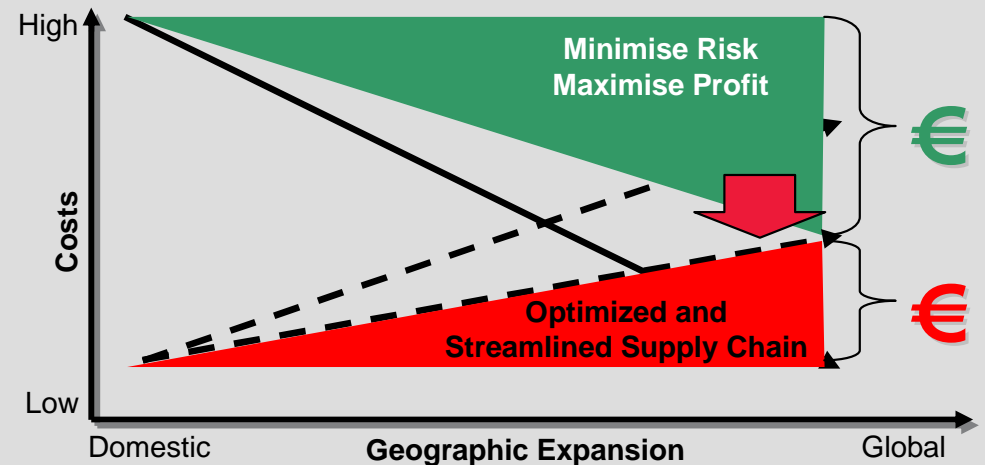 High
Minimise Risk
Maximise Profit
€
Costs
€
Optimized and
Streamlined Supply Chain
Low
Domestic
Geographic Expansion
Global